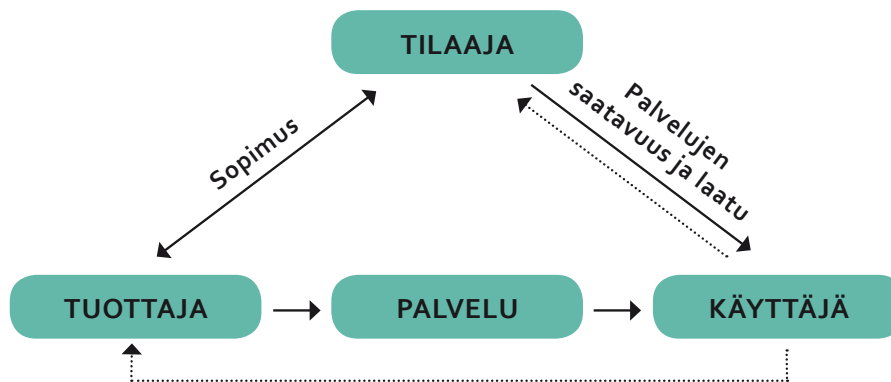 TILAAJA
Sopimus
Palvelujen
saatavuus ja laatu
TUOTTAJA
PALVELU
KÄYTTÄJÄ